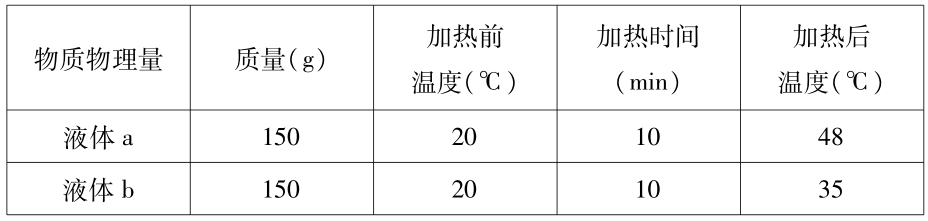 物质物理量 质量(g) 加热前温度(℃) 加热时间(min) 加热后温度(℃)
液体 a 150 20 10 48
液体 b 150 20 10 35